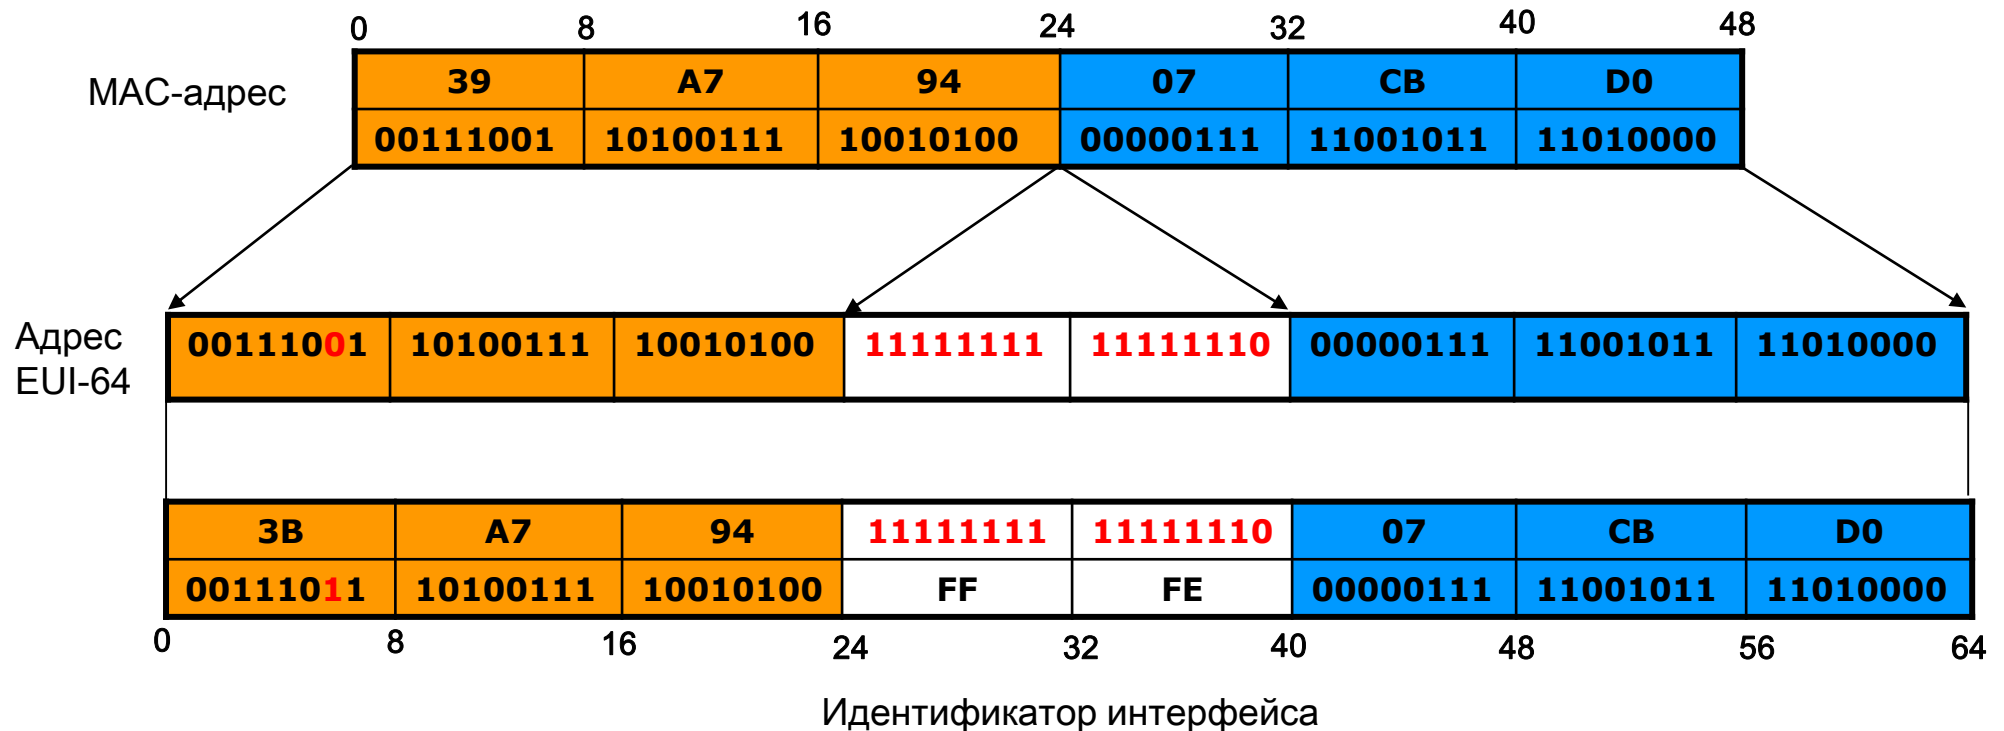 0 8 16 24 32 40 48
MAC-адрес
39 A7 94 07 CB D0
00111001 10100111 10010100 00000111 11001011 11010000
Адрес
EUI-64
00111001 10100111 10010100 11111111 11111110 00000111 11001011 11010000
3B A7 94 11111111 11111110 07 CB D0
00111011 10100111 10010100 FF FE 00000111 11001011 11010000
0 8 16 24 32 40 48 56 64
Идентификатор интерфейса